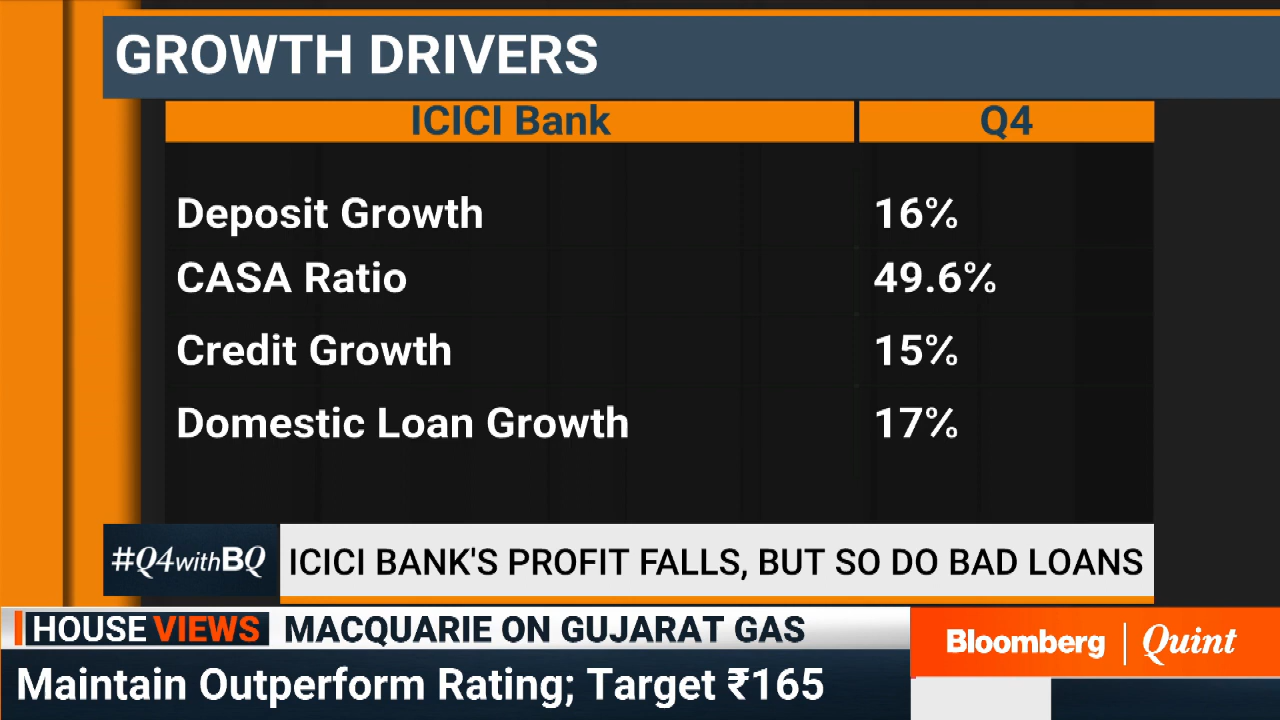 GROWTH DRIVERS
ICICI Bank Q4
Deposit Growth 16%
CASA Ratio 49.6%
Credit Growth 15%
Domestic Loan Growth 17%
#Q4withBQ ICICI BANK'S PROFIT FALLS, BUT SO DO BAD LOANS
HOUSE VIEWS MACQUARIE ON GUJARAT GAS
Maintain Outperform Rating; Target ₹165
Bloomberg | Quint